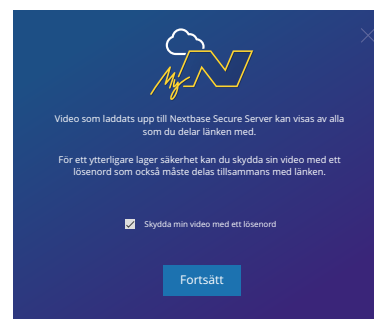 My N
Video som laddats upp till Nextbase Secure Server kan visas av alla
som du delar länken med.
För ett ytterligare lager säkerhet kan du skydda sin video med ett
lösenord som också måste delas tillsammans med länken.
Skydda min video med ett lösenord
Fortsätt